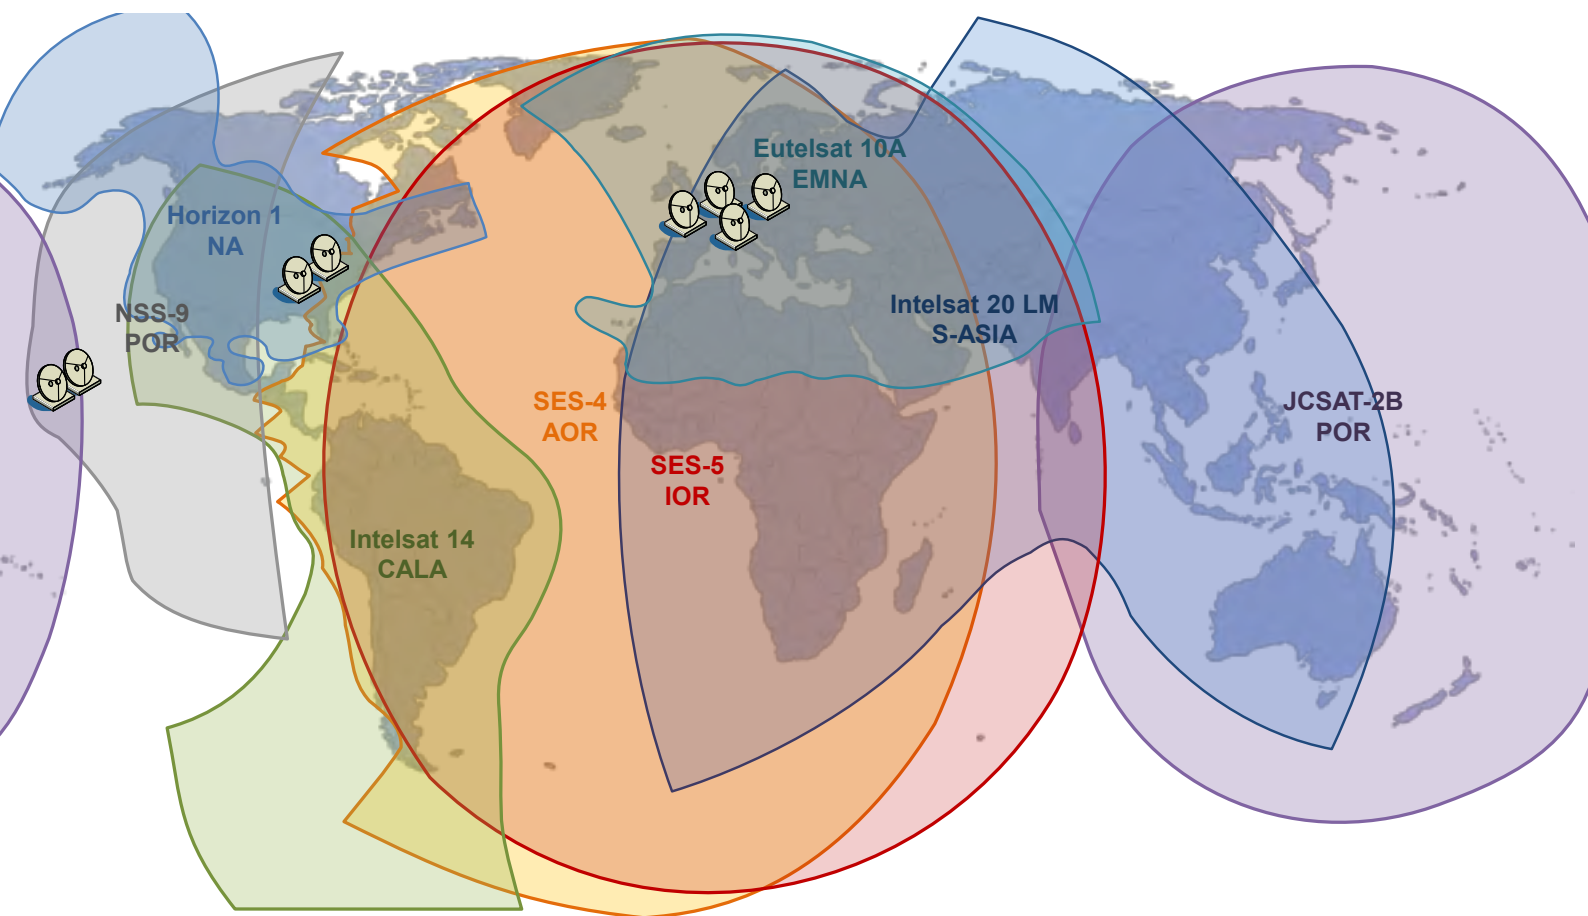 Eutelsat 10A
EMNA
Horizon 1
NA
NSS-9
POR
Intelsat 20 LM
S-ASIA
SES-4
AOR
JCSAT-2B
POR
SES-5
IOR
Intelsat 14
CALA